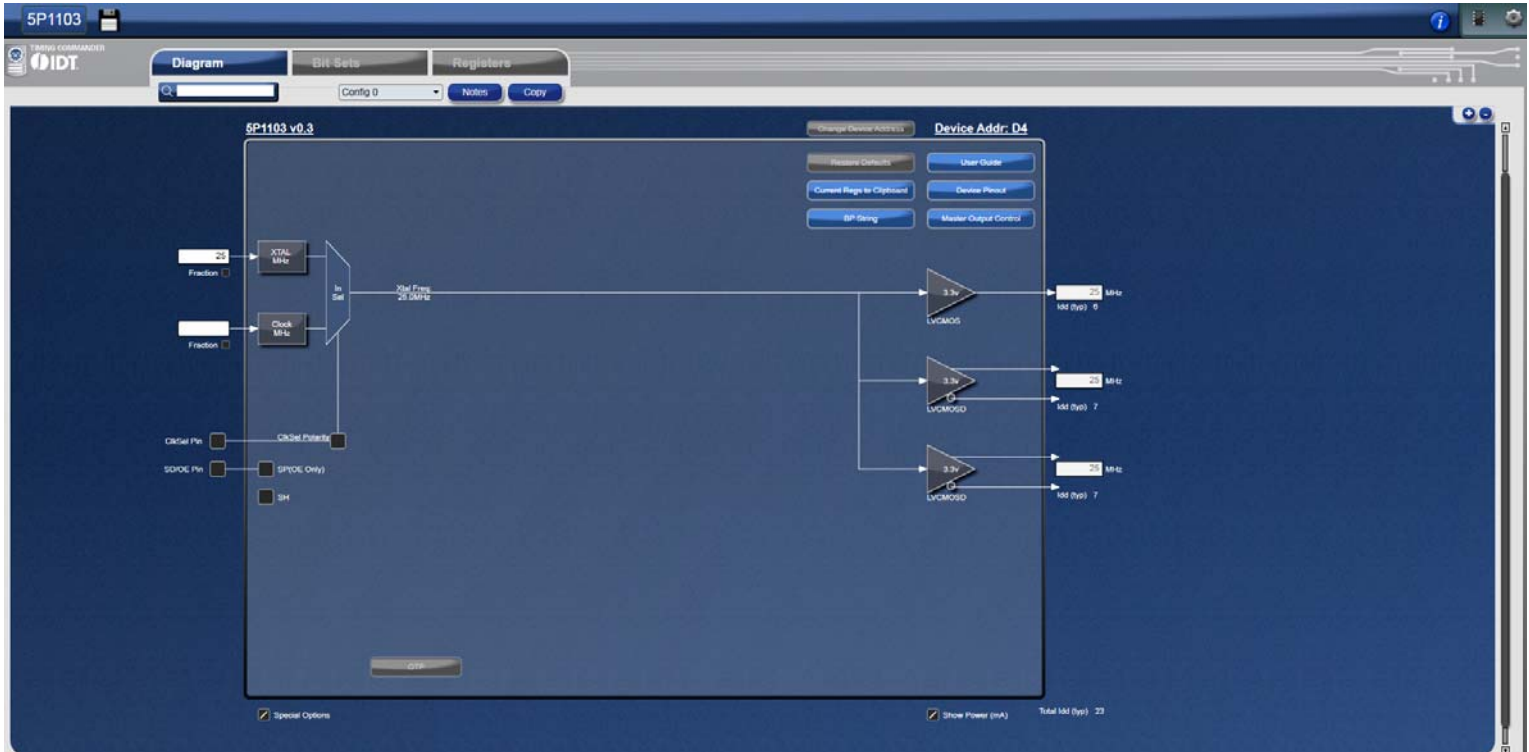 5P1103
TIMING COMMANDER
IDT
Diagram
Bit Sets
Registers
Config 0
Notes
Copy
5P1103 v0.3
Change Device Address
Device Addr: D4
Restore Defaults
User Guide
Current Regs to Clipboard
Device Pinout
BP String
Master Output Control
25
XTAL
MHz
Fraction
In
Sel
Xtal Freq:
25.0MHz
3.3v
LVCMOS
25 MHz
Idd (typ) 6
Clock
MHz
Fraction
3.3v
LVCMOSD
25 MHz
Idd (typ) 7
ClkSel Pin
ClkSel Polarity
SD/OE Pin
SP(OE Only)
SH
3.3v
LVCMOSD
25 MHz
Idd (typ) 7
OTP
Special Options
Show Power (mA)
Total Idd (typ) 23